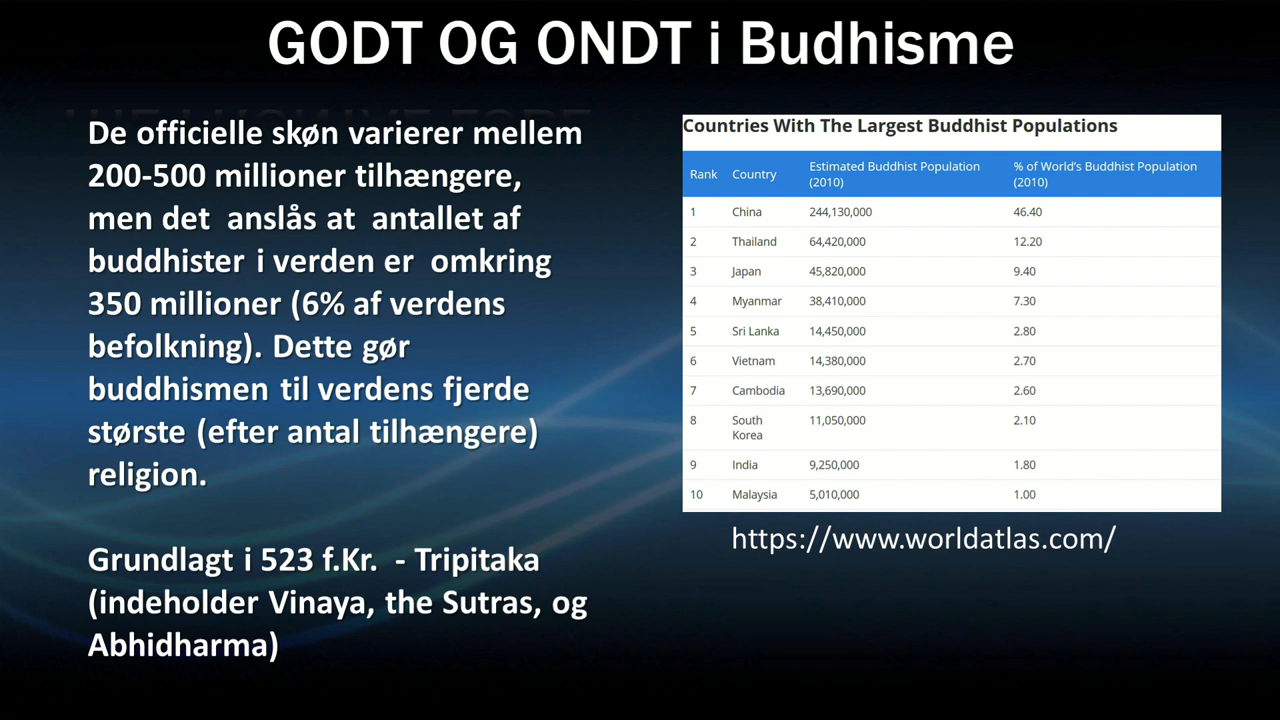 GODT OG ONDT i Budhisme
De officielle skøn varierer mellem
200-500 millioner tilhængere,
men det anslås at antallet af
buddhister i verden er omkring
350 millioner (6% af verdens
befolkning). Dette gør
buddhismen til verdens fjerde
største (efter antal tilhængere)
religion.
Grundlagt i 523 f.Kr. - Tripitaka
(indeholder Vinaya, the Sutras, og
Abhidharma)
Countries With The Largest Buddhist Populations
Rank Country Estimated Buddhist Population (2010) % of World's Buddhist Population (2010)
1 China 244,130,000 46.40
2 Thailand 64,420,000 12.20
3 Japan 45,820,000 9.40
4 Myanmar 38,410,000 7.30
5 Sri Lanka 14,450,000 2.80
6 Vietnam 14,380,000 2.70
7 Cambodia 13,690,000 2.60
8 South Korea 11,050,000 2.10
9 India 9,250,000 1.80
10 Malaysia 5,010,000 1.00
https://www.worldatlas.com/